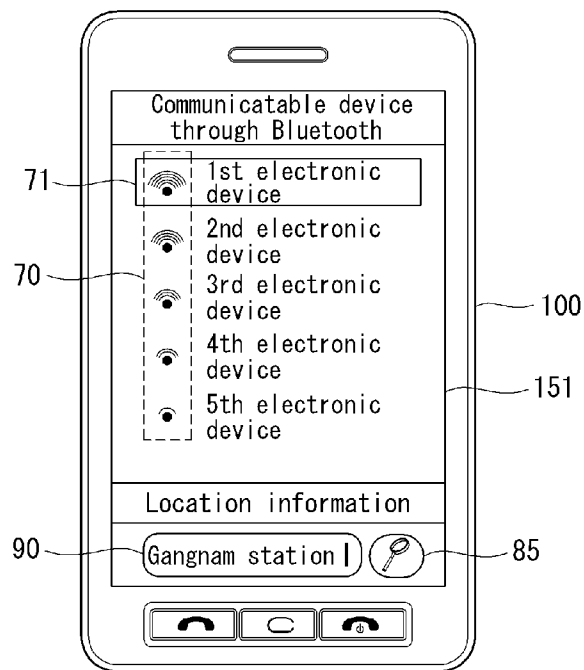 Communicatable device
through Bluetooth
71
1st electronic
device
2nd electronic
device
70
3rd electronic
device
100
4th electronic
device
151
5th electronic
device
Location information
90
Gangnam station
85